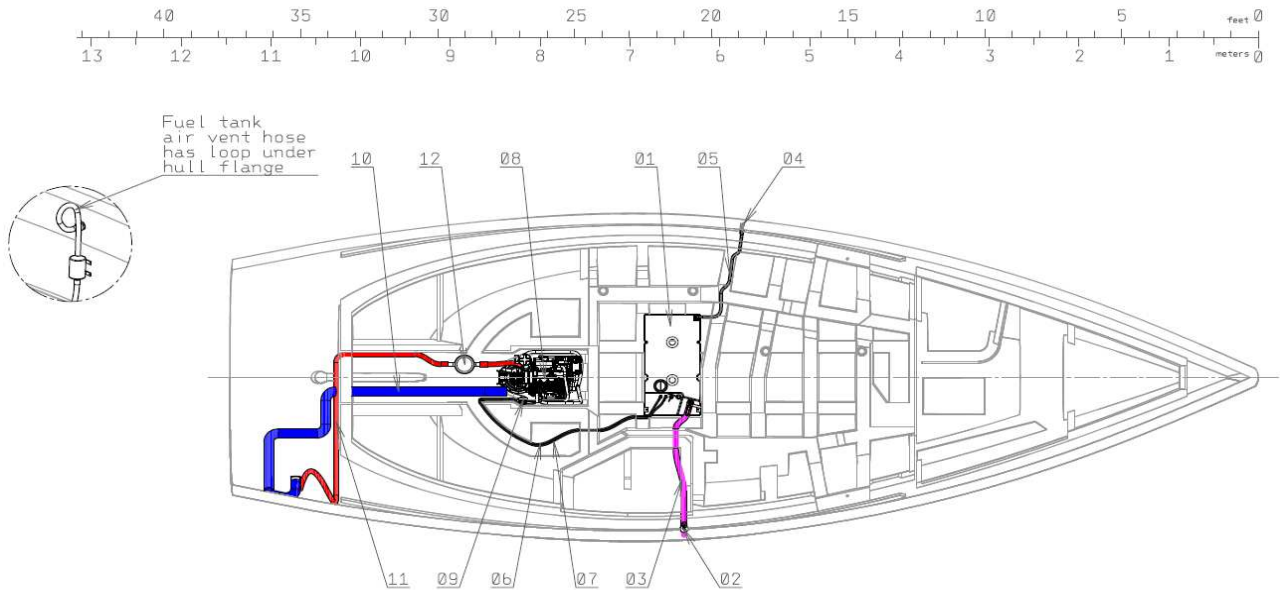 40 35 30 25 20 15 10 5 feet 0
13 12 11 10 9 8 7 6 5 4 3 2 1 meters 0
Fuel tank
air vent hose
has loop under
hull flange
10 12 08 01 05 04
11 09 06 07 03 02